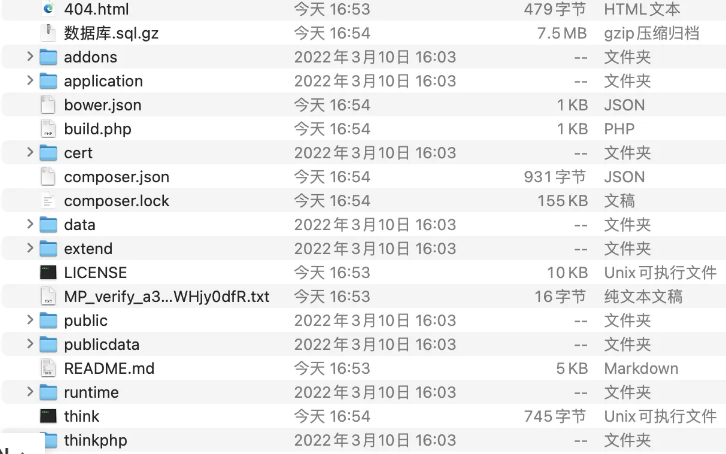 404.html 今天 16:53 479字节 HTML文本
数据库.sql.gz 今天 16:54 7.5 MB gzip压缩归档
addons 2022年3月10日 16:03 -- 文件夹
application 2022年3月10日 16:03 -- 文件夹
bower.json 今天 16:54 1 KB JSON
build.php 今天 16:54 1 KB PHP
cert 2022年3月10日 16:03 -- 文件夹
composer.json 今天 16:54 931字节 JSON
composer.lock 今天 16:54 155 KB 文稿
data 2022年3月10日 16:03 -- 文件夹
extend 2022年3月10日 16:03 -- 文件夹
LICENSE 今天 16:53 10 KB Unix可执行文件
MP_verify_a3...WHjy0dfR.txt 今天 16:53 16字节 纯文本文稿
public 2022年3月10日 16:03 -- 文件夹
publicdata 2022年3月10日 16:03 -- 文件夹
README.md 今天 16:53 5 KB Markdown
runtime 2022年3月10日 16:03 -- 文件夹
think 今天 16:54 745字节 Unix可执行文件
thinkphp 2022年3月10日 16:03 -- 文件夹